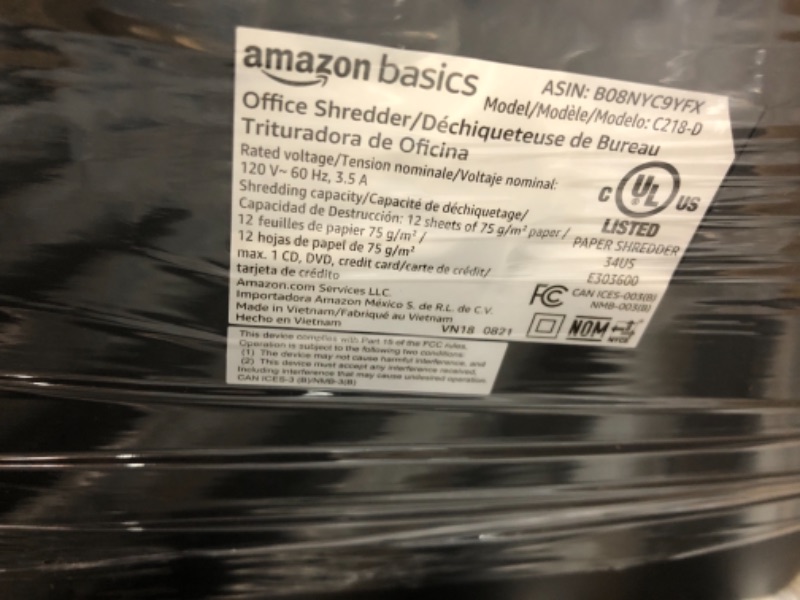 amazon basics
ASIN: B08NYC9YFX
Model/Modèle/Modelo: C218-D
Office Shredder/Déchiqueteuse de Bureau
Trituradora de Oficina
Rated voltage/Tension nominale/Voltaje nominal:
120 V~ 60 Hz, 3.5 A
Shredding capacity/Capacité de déchiquetage/
Capacidad de Destrucción: 12 sheets of 75 g/m² paper/
12 feuilles de papier 75 g/m² /
12 hojas de papel de 75 g/m²
max. 1 CD, DVD, credit card/carte de crédit/
tarjeta de crédito
Amazon.com Services LLC.
Importadora Amazon México S. de R.L. de C.V.
Made in Vietnam/Fabriqué au Vietnam
Hecho en Vietnam
VN18 0821
C UL US
®
LISTED
PAPER SHREDDER
34U5
E303600
FC CAN ICES-003(B)/
NMB-003(B)
NOM
NYCE
This device complies with Part 15 of the FCC rules.
Operation is subject to the following two conditions:
(1) The device may not cause harmful interference, and
(2) This device must accept any interference received,
including interference that may cause undesired operation.
CAN ICES-3 (B)/NMB-3(B)